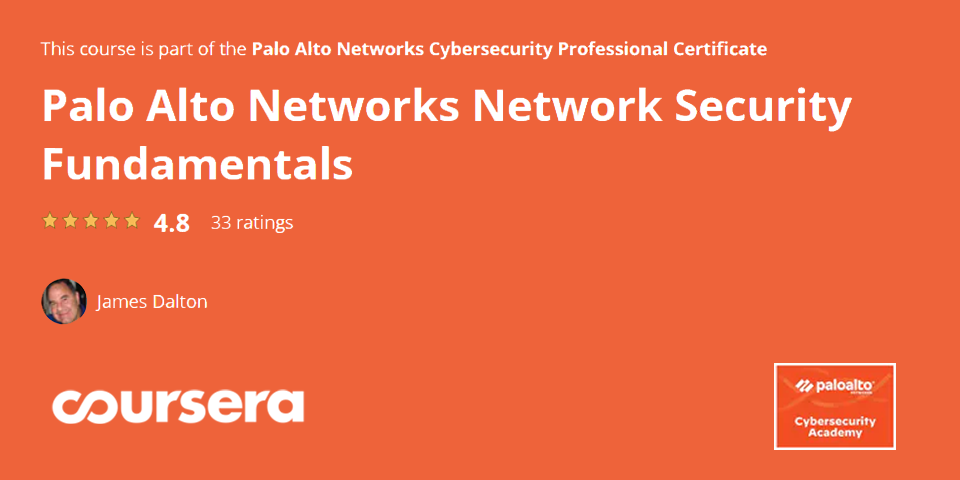 This course is part of the Palo Alto Networks Cybersecurity Professional Certificate
Palo Alto Networks Network Security
Fundamentals
4.8 33 ratings
James Dalton
coursera
paloalto
NETWORKS
Cybersecurity
Academy